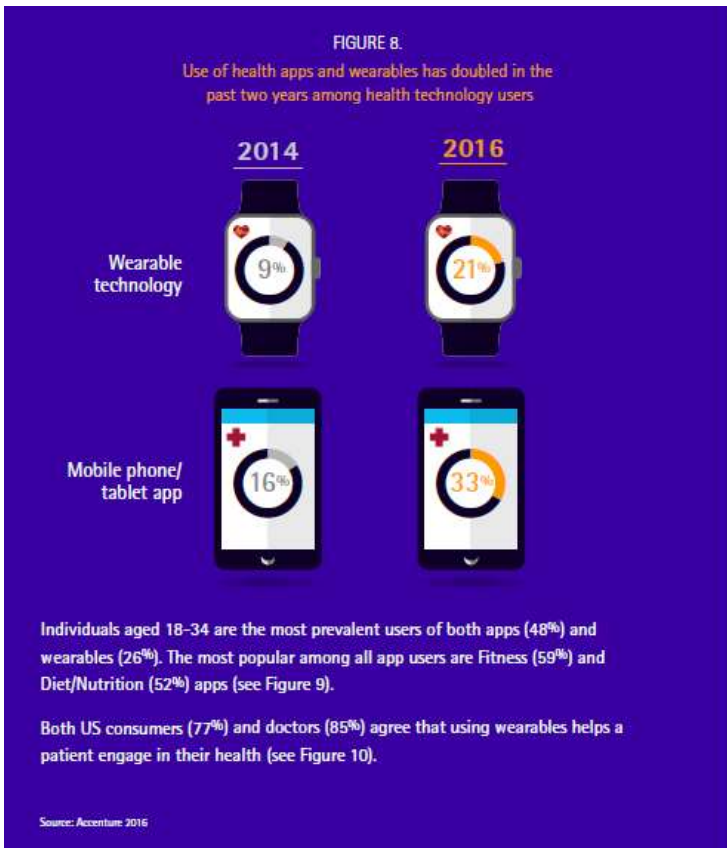 FIGURE 8.
Use of health apps and wearables has doubled in the
past two years among health technology users
2014
2016
Wearable
technology
9%
21%
Mobile phone/
tablet app
16%
33%
Individuals aged 18–34 are the most prevalent users of both apps (48%) and
wearables (26%). The most popular among all app users are Fitness (59%) and
Diet/Nutrition (52%) apps (see Figure 9).
Both US consumers (77%) and doctors (85%) agree that using wearables helps a
patient engage in their health (see Figure 10).
Source: Accenture 2016